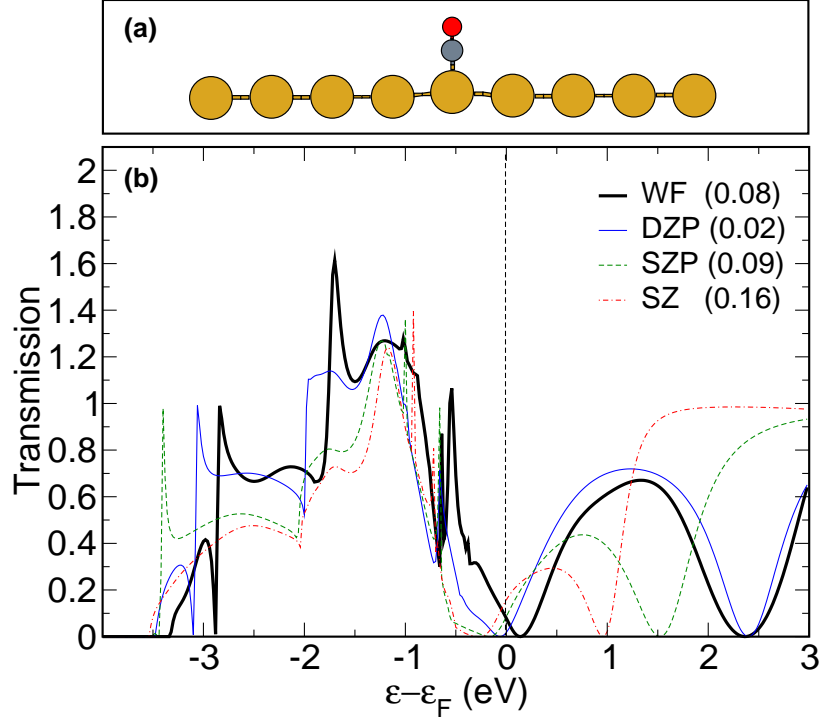 (a)
(b)
WF (0.08)
DZP (0.02)
SZP (0.09)
SZ (0.16)
Transmission
2
1.8
1.6
1.4
1.2
1
0.8
0.6
0.4
0.2
0
-3 -2 -1 0 1 2 3
ε–εF (eV)